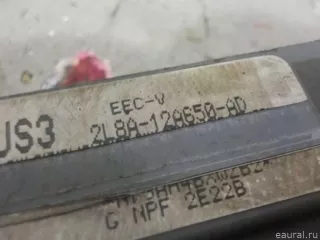 EEC-V
US3 2L8A-12A650-AD
G NPF 2E22B
© eaural.ru